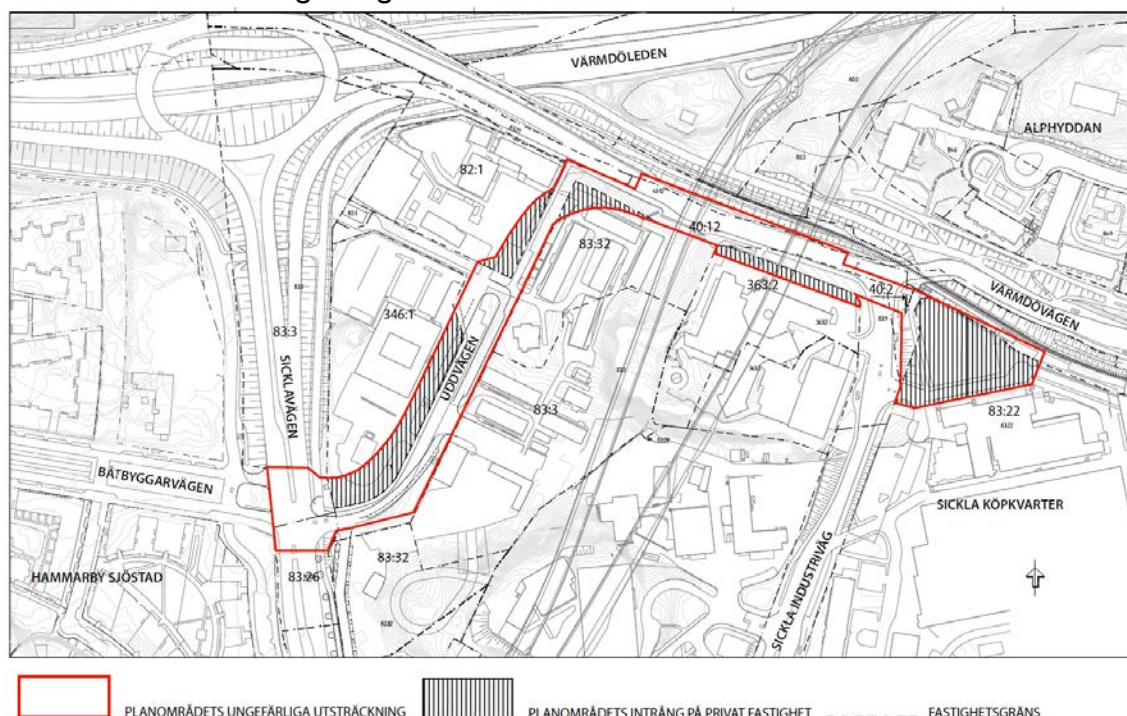 VÄRMDÖLEDEN
ALPHYDDAN
82:1
40:12
83:32
363:2
40:2
VÄRMDÖVÄGEN
346:1
83:3
SICKLAVÄGEN
UDDVÄGEN
83:3
83:22
BÅTBYGGARVÄGEN
SICKLA KÖPKVARTER
HAMMARBY SJÖSTAD
83:26
83:32
SICKLA INDUSTRIVÄG
PLANOMRÅDETS UNGEFÄRLIGA UTSTRÄCKNING
PLANOMRÅDETS INTRÅNG PÅ PRIVAT FASTIGHET
FASTIGHETSGRÄNS